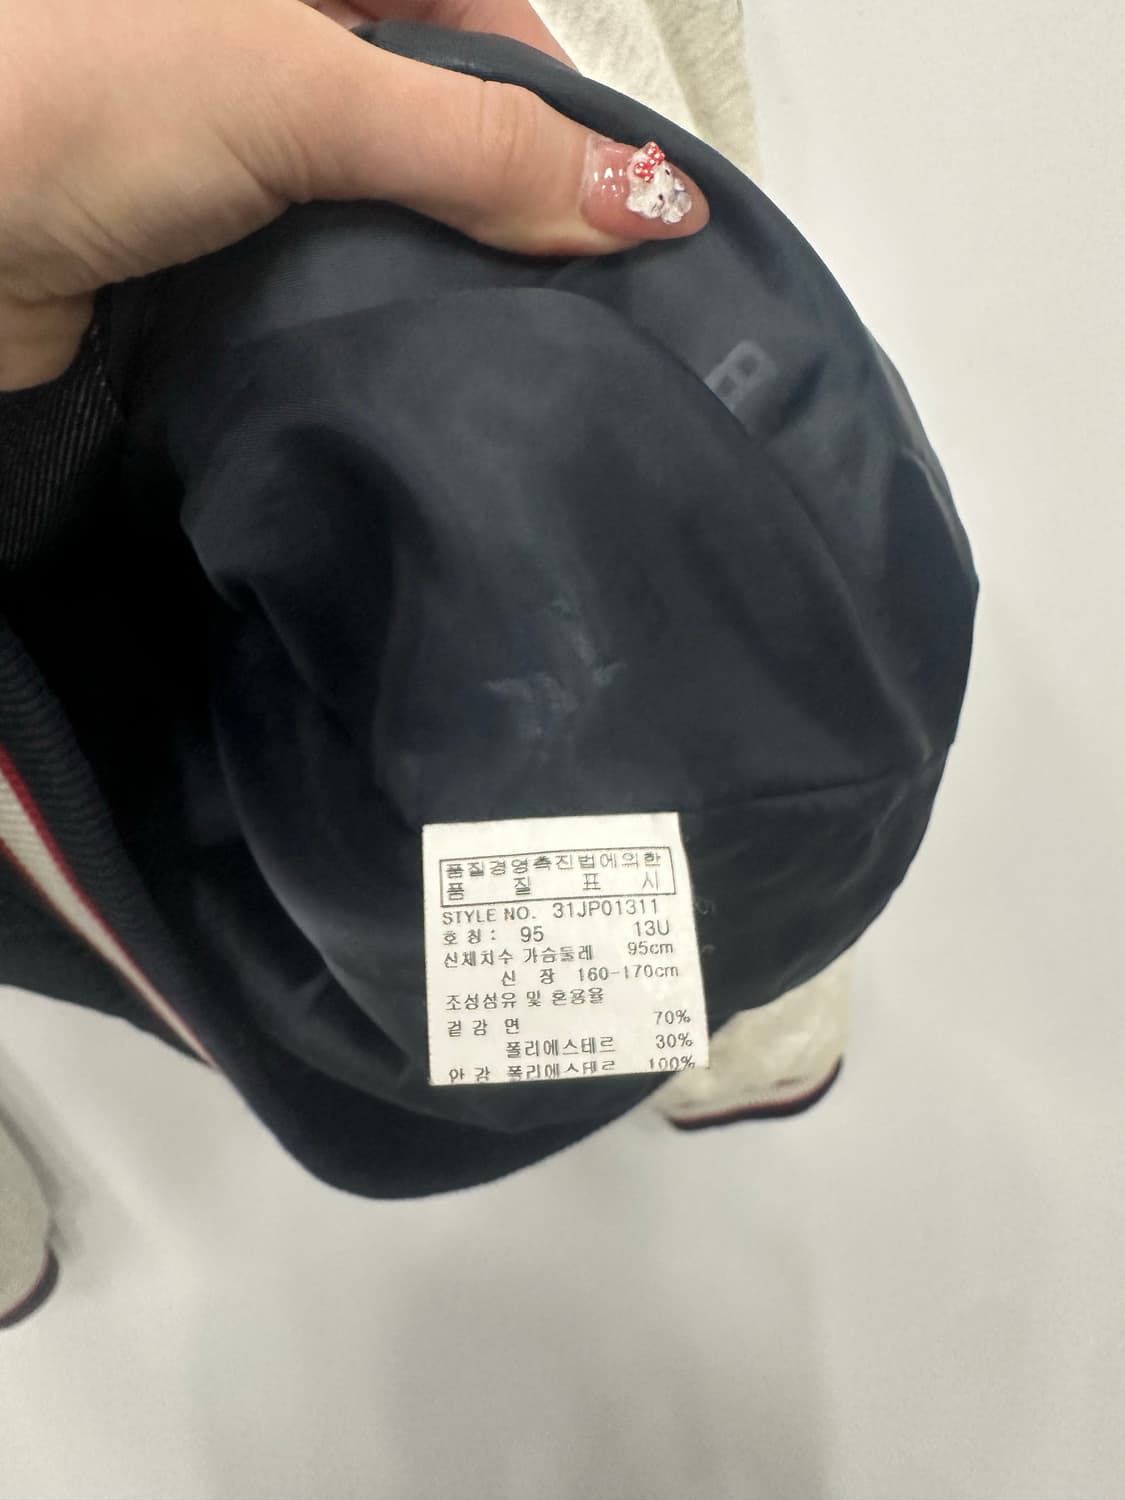 품질경영촉진법에의한
품 질 표 시
STYLE NO. 31JP01311
호 칭 : 95 13U
신체치수 가슴둘레 95cm
신 장 160-170cm
조성섬유 및 혼용율
겉 감 면 70%
폴리에스테르 30%
안 감 폴리에스테르 100%